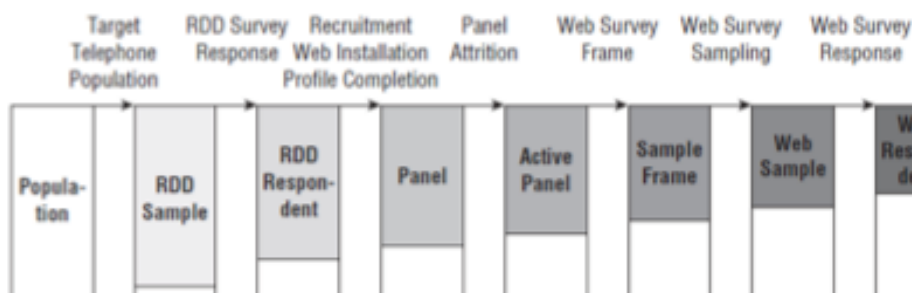 Target
Telephone
Population
RDD Survey
Response
Recruitment
Web Installation
Profile Completion
Panel
Attrition
Web Survey
Frame
Web Survey
Sampling
Web Survey
Response
Popula-
tion
RDD
Sample
RDD
Respon-
dent
Panel
Active
Panel
Sample
Frame
Web
Sample
W
Res
d